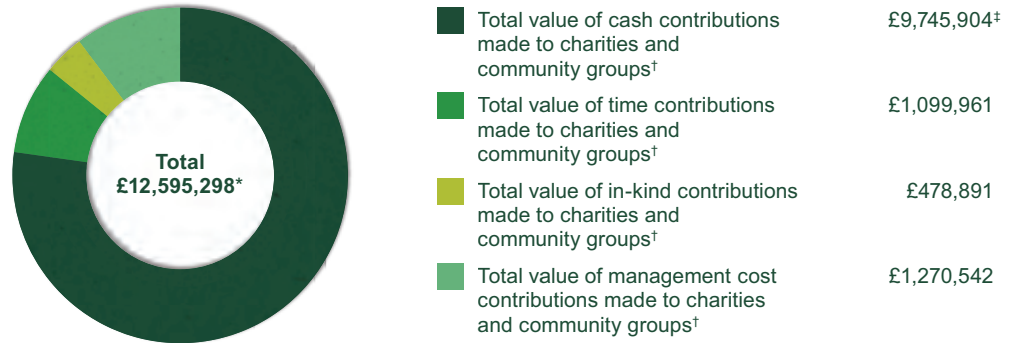 Total
£12,595,298*
Total value of cash contributions
made to charities and
community groups†
£9,745,904‡
Total value of time contributions
made to charities and
community groups†
£1,099,961
Total value of in-kind contributions
made to charities and
community groups†
£478,891
Total value of management cost
contributions made to charities
and community groups†
£1,270,542